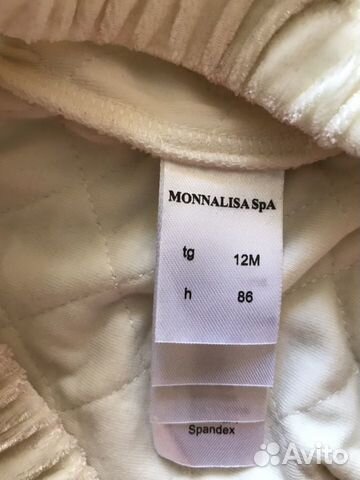 MONNALISA SpA
tg 12M
h 86
Spandex
Avito